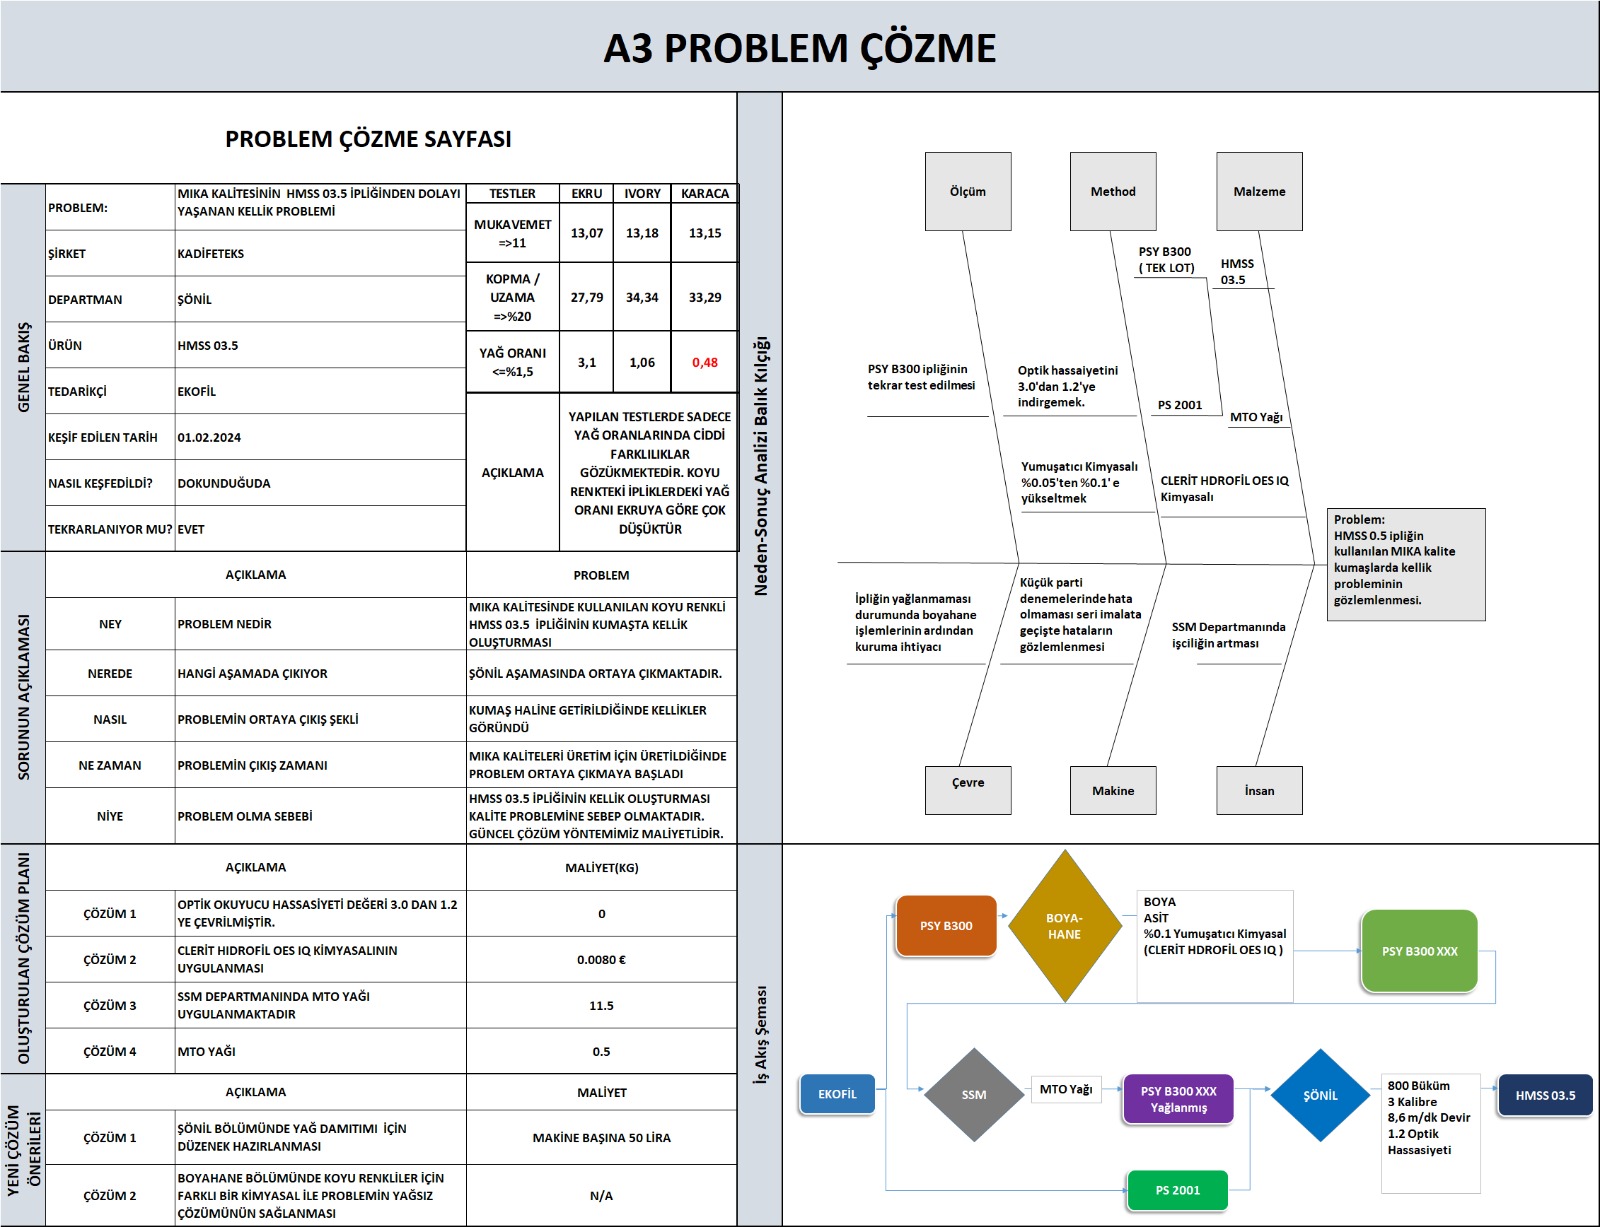 A3 PROBLEM ÇÖZME
PROBLEM ÇÖZME SAYFASI
GENEL BAKIŞ
PROBLEM:
MIKA KALİTESİNİN HMSS 03.5 İPLİĞİNDEN DOLAYI
YAŞANAN KELLİK PROBLEMİ
ŞİRKET
KADİFETEKS
DEPARTMAN
ŞÖNİL
ÜRÜN
HMSS 03.5
TEDARİKÇİ
EKOFİL
KEŞİF EDİLEN TARİH
01.02.2024
NASIL KEŞFEDİLDİ?
DOKUNDUĞUDA
TEKRARLANIYOR MU?
EVET
TESTLER EKRU IVORY KARACA
MUKAVEMET
=>11
13,07 13,18 13,15
KOPMA /
UZAMA
=>%20
27,79 34,34 33,29
YAĞ ORANI
<=%1,5
3,1 1,06 0,48
AÇIKLAMA
YAPILAN TESTLERDE SADECE
YAĞ ORANLARINDA CİDDİ
FARKLILIKLAR
GÖZÜKMEKTEDİR. KOYU
RENKTEKİ İPLİKLERDEKİ YAĞ
ORANI EKRUYA GÖRE ÇOK
DÜŞÜKTÜR
SORUNUN AÇIKLAMASI
AÇIKLAMA PROBLEM
NEY
PROBLEM NEDİR
MIKA KALİTESİNDE KULLANILAN KOYU RENKLİ
HMSS 03.5 İPLİĞİNİN KUMAŞTA KELLİK
OLUŞTURMASI
NEREDE
HANGİ AŞAMADA ÇIKIYOR
ŞÖNİL AŞAMASINDA ORTAYA ÇIKMAKTADIR.
NASIL
PROBLEMİN ORTAYA ÇIKIŞ ŞEKLİ
KUMAŞ HALİNE GETİRİLDİĞİNDE KELLİKLER
GÖRÜNDÜ
NE ZAMAN
PROBLEMİN ÇIKIŞ ZAMANI
MIKA KALİTELERİ ÜRETİM İÇİN ÜRETİLDİĞİNDE
PROBLEM ORTAYA ÇIKMAYA BAŞLADI
NİYE
PROBLEM OLMA SEBEBİ
HMSS 03.5 İPLİĞİNİN KELLİK OLUŞTURMASI
KALİTE PROBLEMİNE SEBEP OLMAKTADIR.
GÜNCEL ÇÖZÜM YÖNTEMİMİZ MALİYETLİDİR.
OLUŞTURULAN ÇÖZÜM PLANI
AÇIKLAMA MALİYET(KG)
ÇÖZÜM 1
OPTİK OKUYUCU HASSASİYETİ DEĞERİ 3.0 DAN 1.2
YE ÇEVRİLMİŞTİR.
0
ÇÖZÜM 2
CLERİT HIDROFİL OES IQ KİMYASALININ
UYGULANMASI
0.0080 €
ÇÖZÜM 3
SSM DEPARTMANINDA MTO YAĞI
UYGULANMAKTADIR
11.5
ÇÖZÜM 4
MTO YAĞI
0.5
YENİ ÇÖZÜM
ÖNERİLERİ
AÇIKLAMA MALİYET
ÇÖZÜM 1
ŞÖNİL BÖLÜMÜNDE YAĞ DAMITIMI İÇİN
DÜZENEK HAZIRLANMASI
MAKİNE BAŞINA 50 LİRA
ÇÖZÜM 2
BOYAHANE BÖLÜMÜNDE KOYU RENKLİLER İÇİN
FARKLI BİR KİMYASAL İLE PROBLEMİN YAĞSIZ
ÇÖZÜMÜNÜN SAĞLANMASI
N/A
Neden-Sonuç Analizi Balık Kılçığı
Ölçüm
Method
Malzeme
PSY B300
( TEK LOT)
HMSS
03.5
PSY B300 ipliğinin
tekrar test edilmesi
Optik hassaiyetini
3.0'dan 1.2'ye
indirgemek.
PS 2001
MTO Yağı
Yumuşatıcı Kimyasalı
%0.05'ten %0.1' e
yükseltmek
CLERİT HDROFİL OES IQ
Kimyasalı
Problem:
HMSS 0.5 ipliğin
kullanılan MIKA kalite
kumaşlarda kellik
probleminin
gözlemlenmesi.
İpliğin yağlanmaması
durumunda boyahane
işlemlerinin ardından
kuruma ihtiyacı
Küçük parti
denemelerinde hata
olmaması seri imalata
geçişte hataların
gözlemlenmesi
SSM Departmanında
işçiliğin artması
Çevre
Makine
İnsan
İş Akış Şeması
PSY B300
BOYA-
HANE
BOYA
ASİT
%0.1 Yumuşatıcı Kimyasal
(CLERİT HDROFİL OES IQ )
PSY B300 XXX
EKOFİL
SSM
MTO Yağı
PSY B300 XXX
Yağlanmış
ŞÖNİL
800 Büküm
3 Kalibre
8,6 m/dk Devir
1.2 Optik
Hassasiyeti
HMSS 03.5
PS 2001